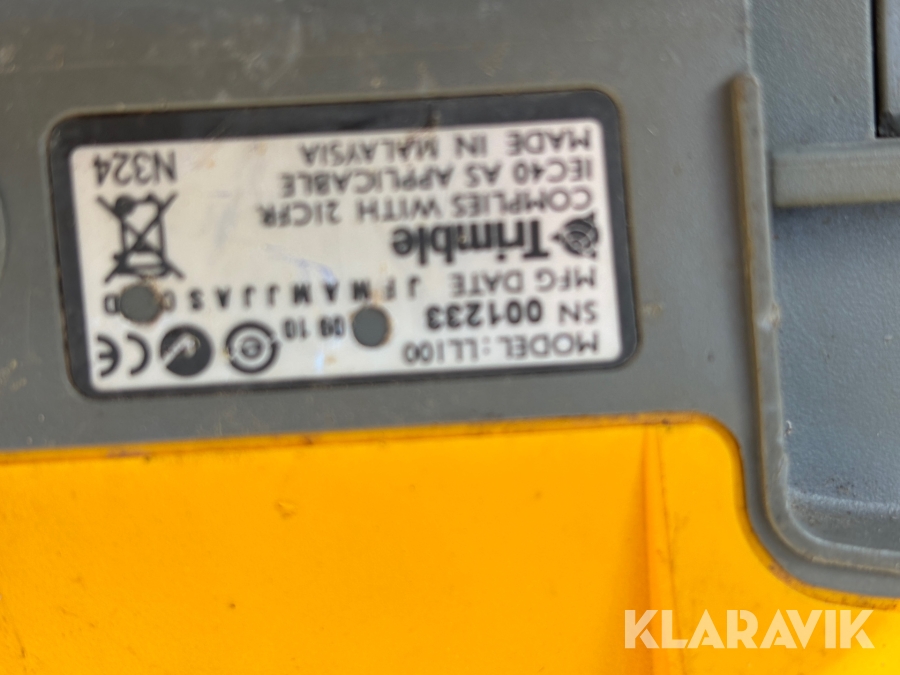 MODEL: LL100
SN 001233
09 10
MFG DATE
J F M A M J J A S O D
Trimble
COMPLIES WITH 21CFR
IEC40 AS APPLICABLE
MADE IN MALAYSIA
N324
CE
KLARAVIK